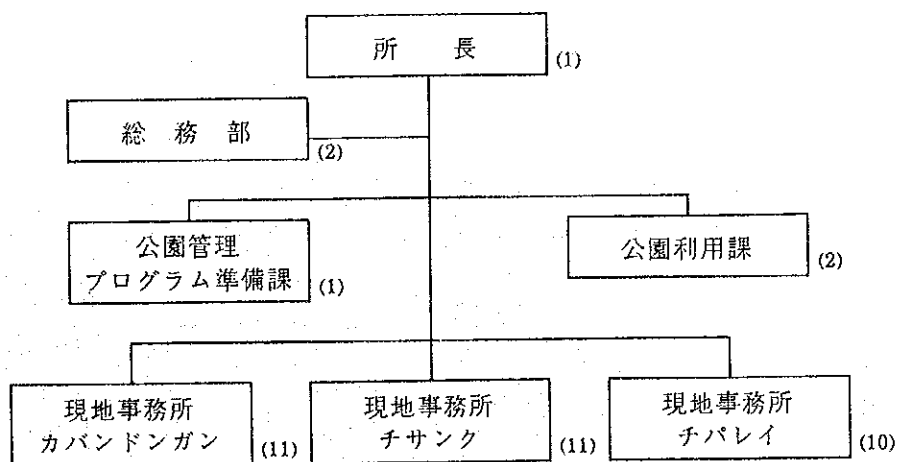 所長
(1)
総務部
(2)
公園管理
プログラム準備課
(1)
公園利用課
(2)
現地事務所
カバンドンガン
(11)
現地事務所
チサンク
(11)
現地事務所
チパレイ
(10)